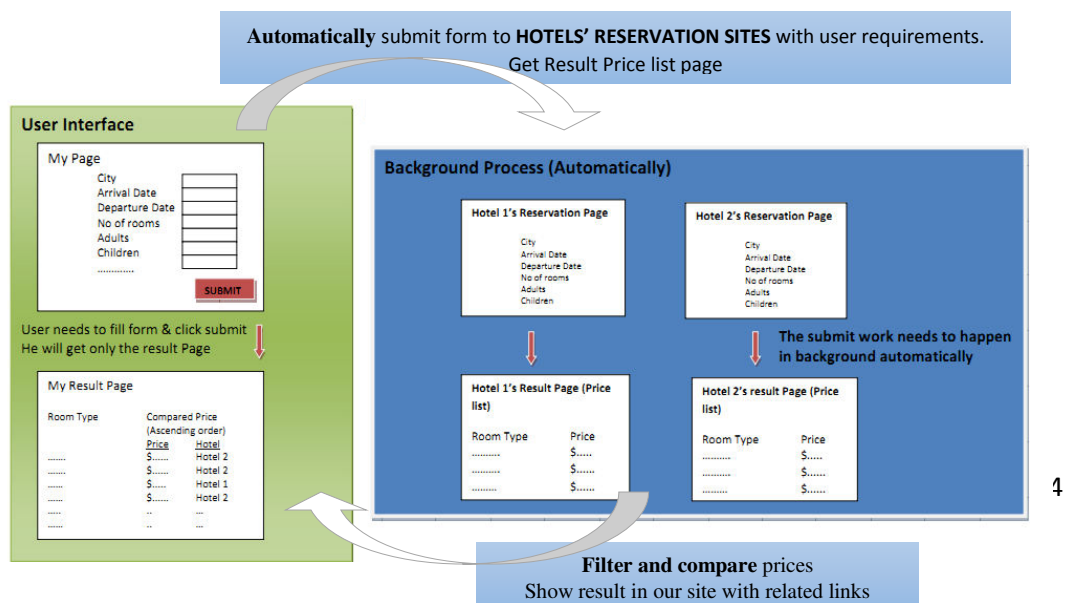 Automatically submit form to HOTELS' RESERVATION SITES with user requirements.
Get Result Price list page
User Interface
My Page
City
Arrival Date
Departure Date
No of rooms
Adults
Children
.............
SUBMIT
User needs to fill form & click submit
He will get only the result Page
My Result Page
Room Type Compared Price
(Ascending order)
Price Hotel
....... $...... Hotel 2
....... $...... Hotel 2
...... $..... Hotel 1
...... $...... Hotel 2
..... .. ...
...... .. ...
Background Process (Automatically)
Hotel 1's Reservation Page
City
Arrival Date
Departure Date
No of rooms
Adults
Children
Hotel 2's Reservation Page
City
Arrival Date
Departure Date
No of rooms
Adults
Children
The submit work needs to happen
in background automatically
Hotel 1's Result Page (Price
list)
Room Type Price
.......... $.....
.......... $......
......... $......
Hotel 2's result Page (Price
list)
Room Type Price
.......... $.....
.......... $......
......... $......
4
Filter and compare prices
Show result in our site with related links